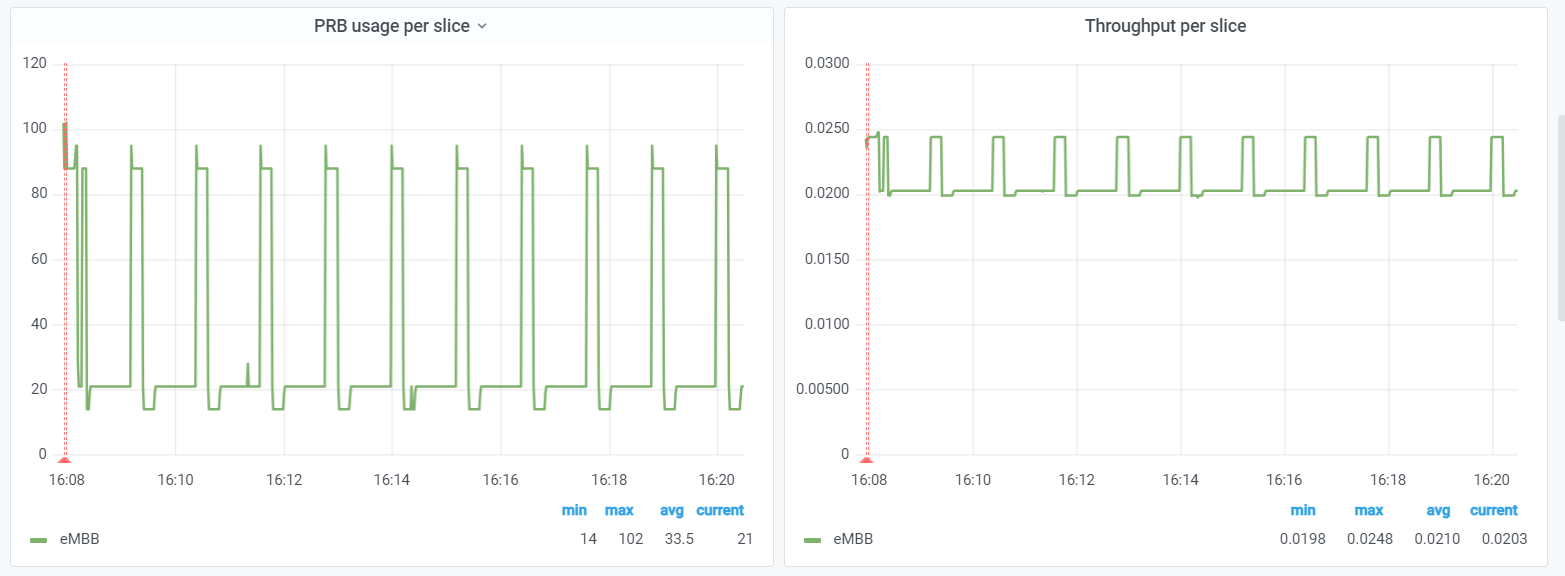 PRB usage per slice
120
100
80
60
40
20
0
16:08 16:10 16:12 16:14 16:16 16:18 16:20
min max avg current
eMBB 14 102 33.5 21
Throughput per slice
0.0300
0.0250
0.0200
0.0150
0.0100
0.00500
0
16:08 16:10 16:12 16:14 16:16 16:18 16:20
min max avg current
eMBB 0.0198 0.0248 0.0210 0.0203